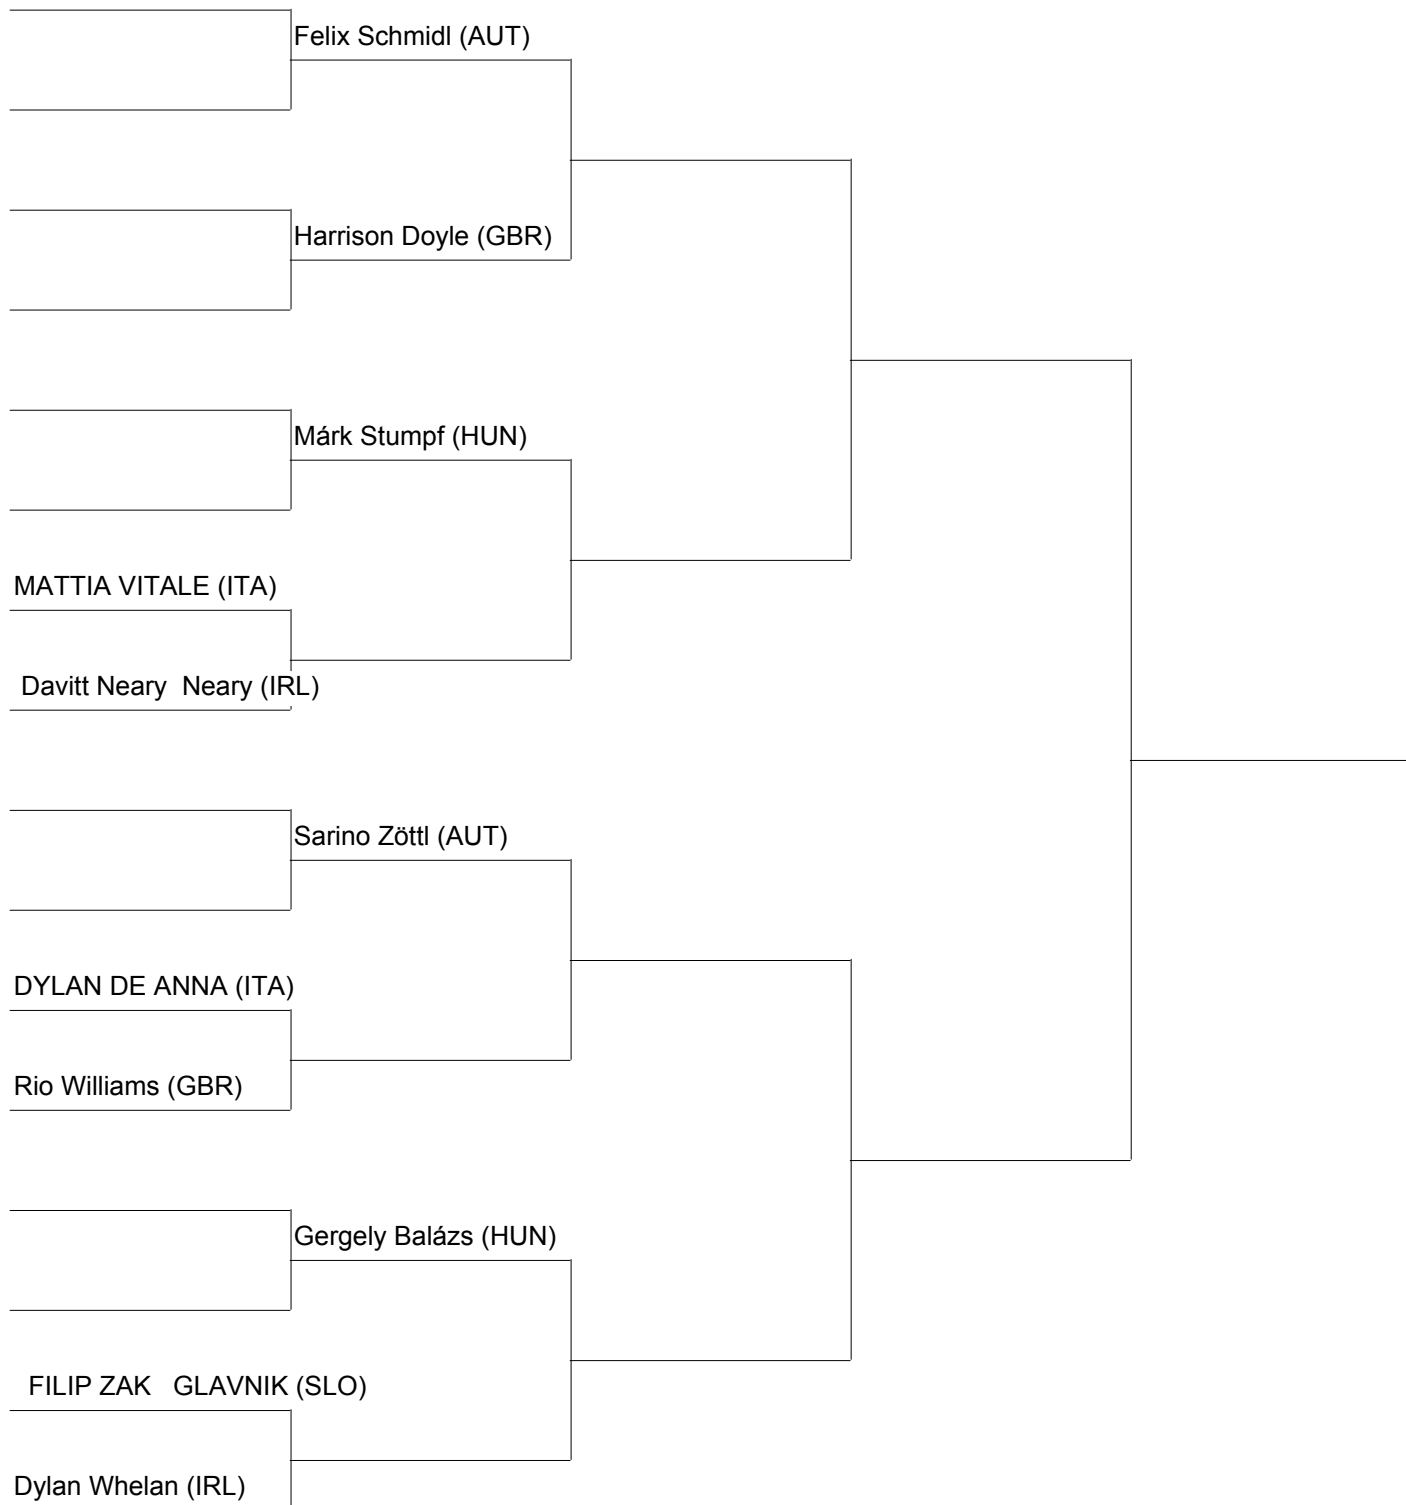 Felix Schmidl (AUT)
Harrison Doyle (GBR)
Márk Stumpf (HUN)
MATTIA VITALE (ITA)
Davitt Neary  Neary (IRL)
Sarino Zöttl (AUT)
DYLAN DE ANNA (ITA)
Rio Williams (GBR)
Gergely Balázs (HUN)
FILIP ZAK   GLAVNIK (SLO)
Dylan Whelan (IRL)